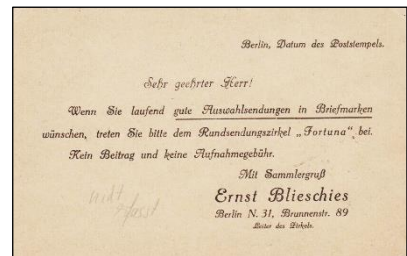 Berlin, Datum des Poststempels.
Sehr geehrter Herr!
Wenn Sie laufend gute Auswahlsendungen in Briefmarken
wünschen, treten Sie bitte dem Rundsendungszirkel „Fortuna“ bei.
Kein Beitrag und keine Aufnahmegebühr.
Mit Sammlergruß
Ernst Blieschies
Berlin N. 31, Brunnenstr. 89
Leiter des Zirkels.